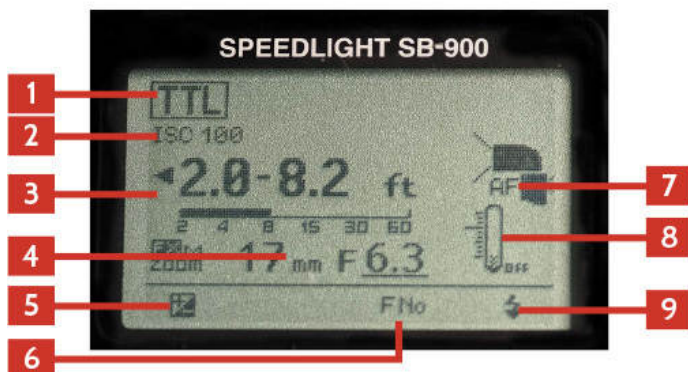 SPEEDLIGHT SB-900
1 TTL
2 ISO 100
3 2.0-8.2 ft
AF 7
2 4 8 15 30 60
4 Zoom 17 mm F 6.3
OFF 8
5 FNo 9
6